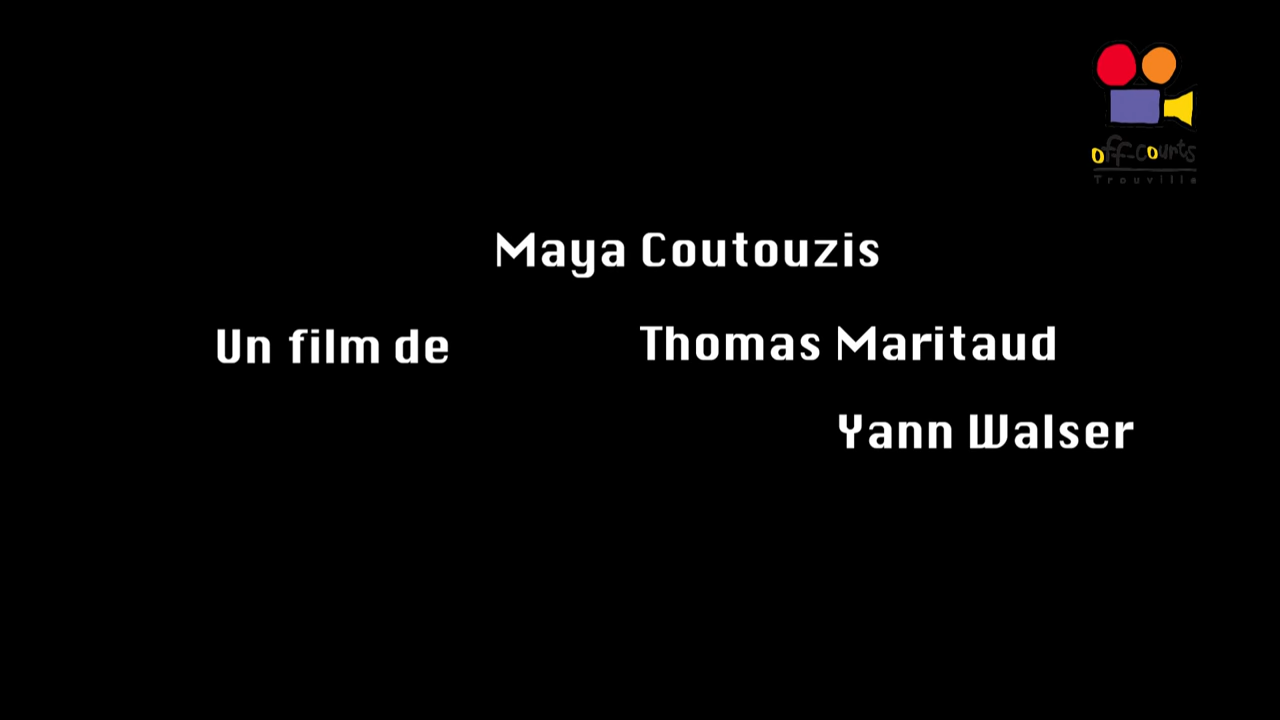 off-courts
Trouville
Maya Coutouzis
Un film de
Thomas Maritaud
Yann Walser